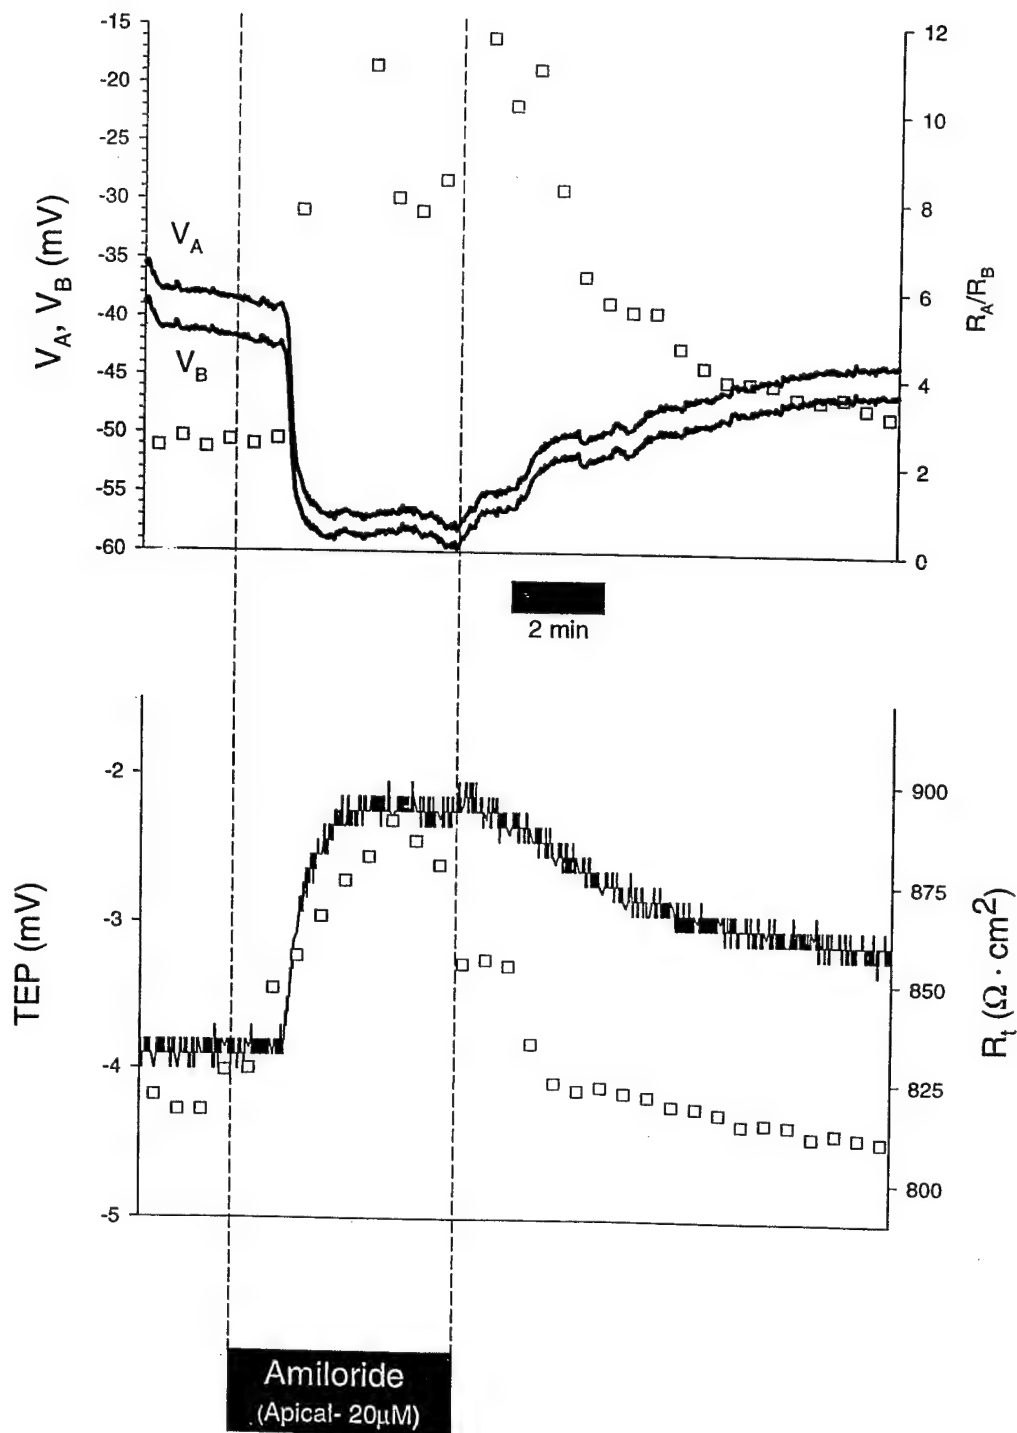 -15
-20
-25
-30
-35
-40
-45
-50
-55
-60
V_A, V_B (mV)
V_A
V_B
12
10
8
6
4
2
0
R_A/R_B
2 min
-2
-3
-4
-5
TEP (mV)
900
875
850
825
800
R_t (Ω · cm²)
Amiloride
(Apical- 20μM)